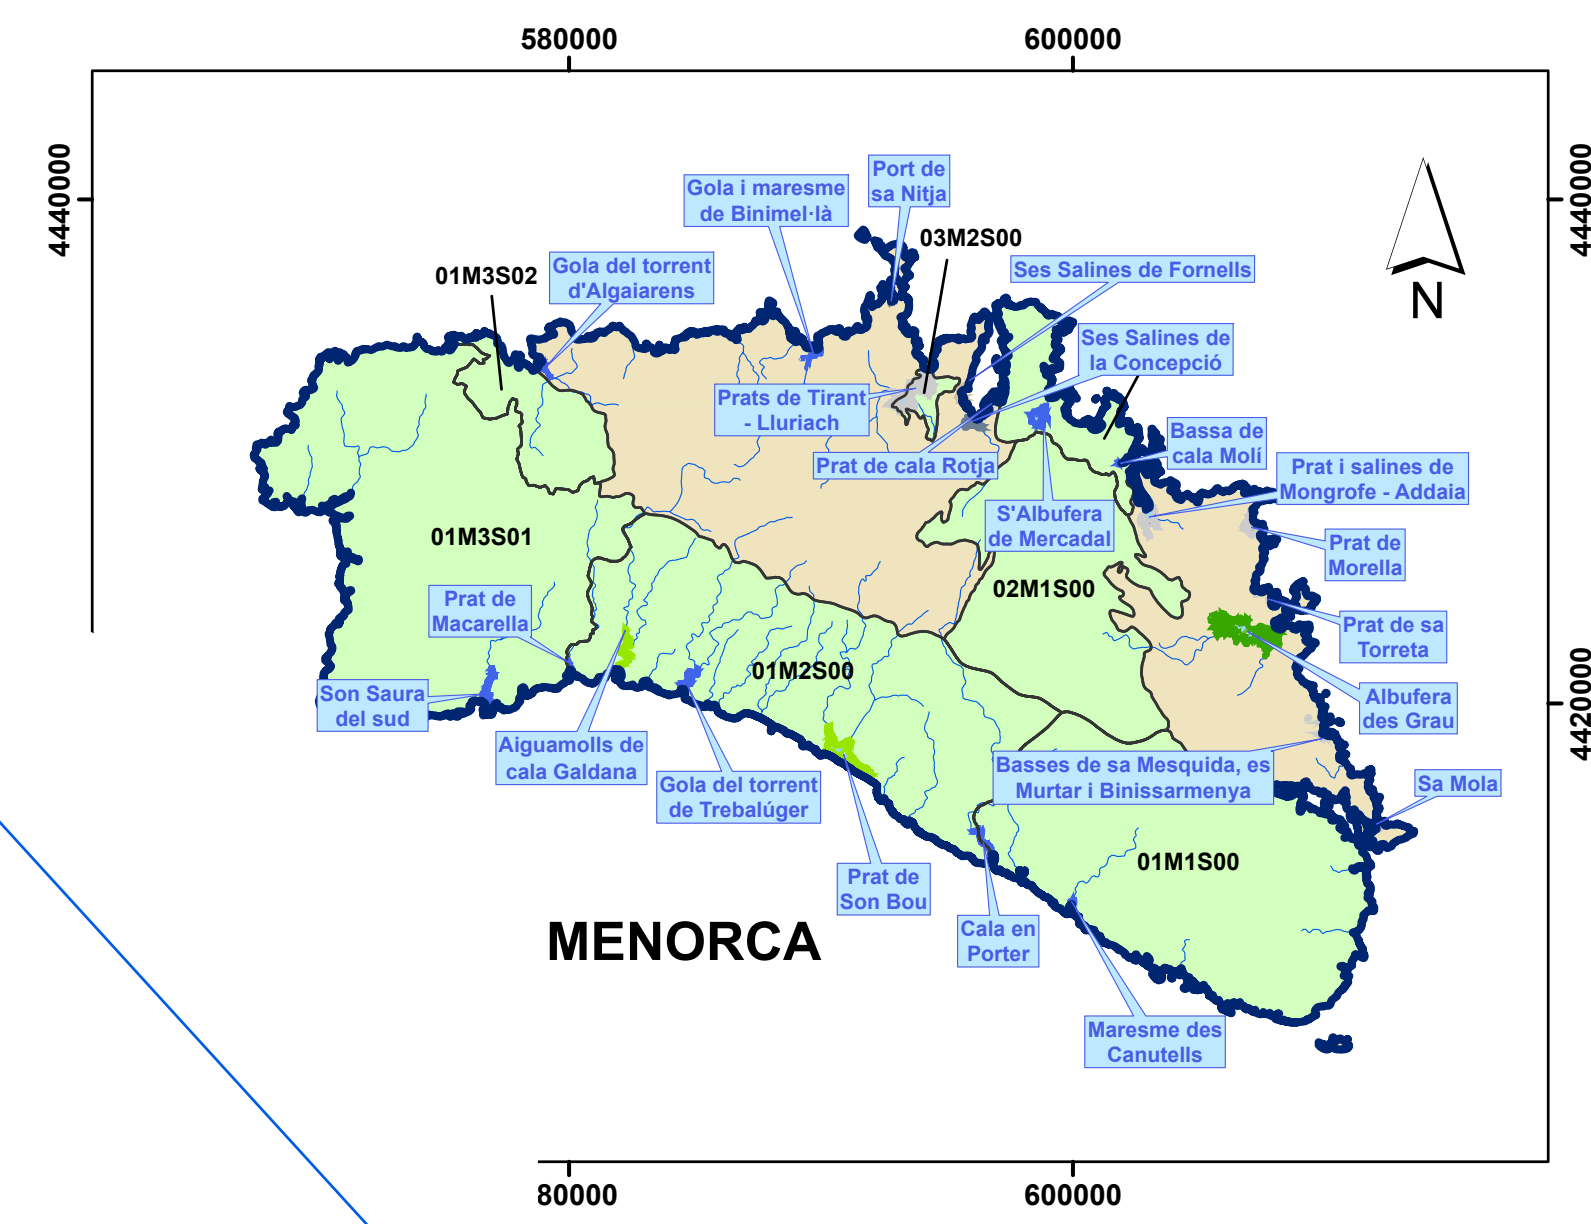 580000
600000
4440000
4440000
Port de
sa Nitja
Gola i maresme
de Binimel·là
03M2S00
Gola del torrent
d'Algaiarens
01M3S02
Ses Salines de Fornells
N
Ses Salines de
la Concepció
Prats de Tirant
- Lluriach
Bassa de
cala Molí
Prat de cala Rotja
Prat i salines de
Mongrofe - Addaia
S'Albufera
de Mercadal
01M3S01
Prat de
Morella
02M1S00
Prat de
Macarella
Prat de sa
Torreta
01M2S00
Son Saura
del sud
Albufera
des Grau
4420000
Aiguamolls de
cala Galdana
Basses de sa Mesquida, es
Murtar i Binissarmenya
Gola del torrent
de Trebalúger
Sa Mola
01M1S00
Prat de
Son Bou
MENORCA
Cala en
Porter
Maresme des
Canutells
80000
600000